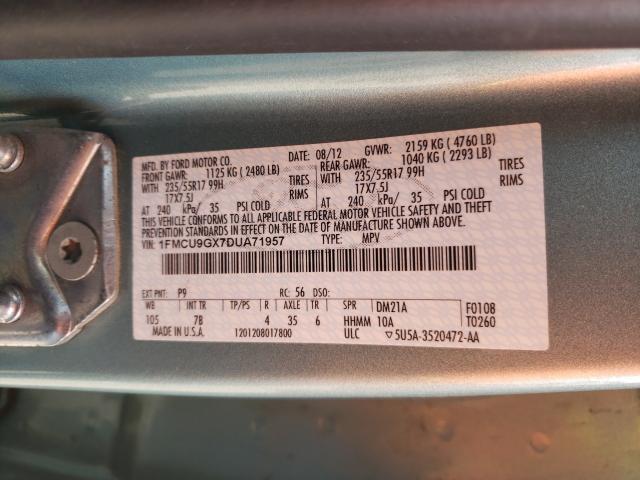 MFD. BY FORD MOTOR CO.
DATE: 08/12 GVWR: 2159 KG ( 4760 LB)
FRONT GAWR: 1125 KG ( 2480 LB) REAR GAWR: 1040 KG ( 2293 LB)
WITH 235/55R17 99H TIRES WITH 235/55R17 99H TIRES
17X7.5J RIMS 17X7.5J RIMS
AT 240 kPa/ 35 PSI COLD AT 240 kPa/ 35 PSI COLD
THIS VEHICLE CONFORMS TO ALL APPLICABLE FEDERAL MOTOR VEHICLE SAFETY AND BUMPER
STANDARDS AND THEFT PREVENTION STANDARDS IN EFFECT ON THE DATE OF MANUFACTURE SHOWN ABOVE.
VIN: 1FMCU9GX7DUA71957 TYPE: MPV
EXT PNT: P9 RC: 56 DSO:
WB INT TR TP/PS R AXLE TR SPR DM21A F0108
105 7B 4 35 6 HHMM 10A T0260
MADE IN U.S.A. 1201208017800 ULC 5U5A-3520472-AA